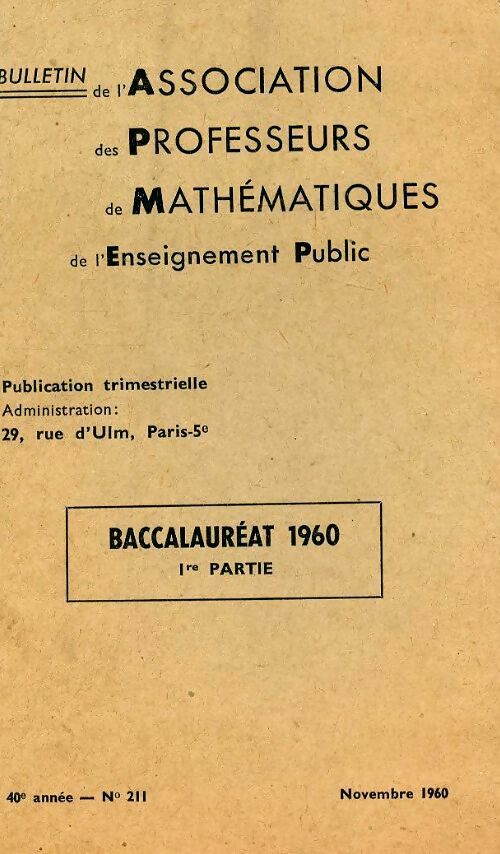 BULLETIN de l'ASSOCIATION
des PROFESSEURS
de MATHÉMATIQUES
de l'Enseignement Public
Publication trimestrielle
Administration :
29, rue d'Ulm, Paris-5e
BACCALAURÉAT 1960
1re PARTIE
40e année — No 211 Novembre 1960